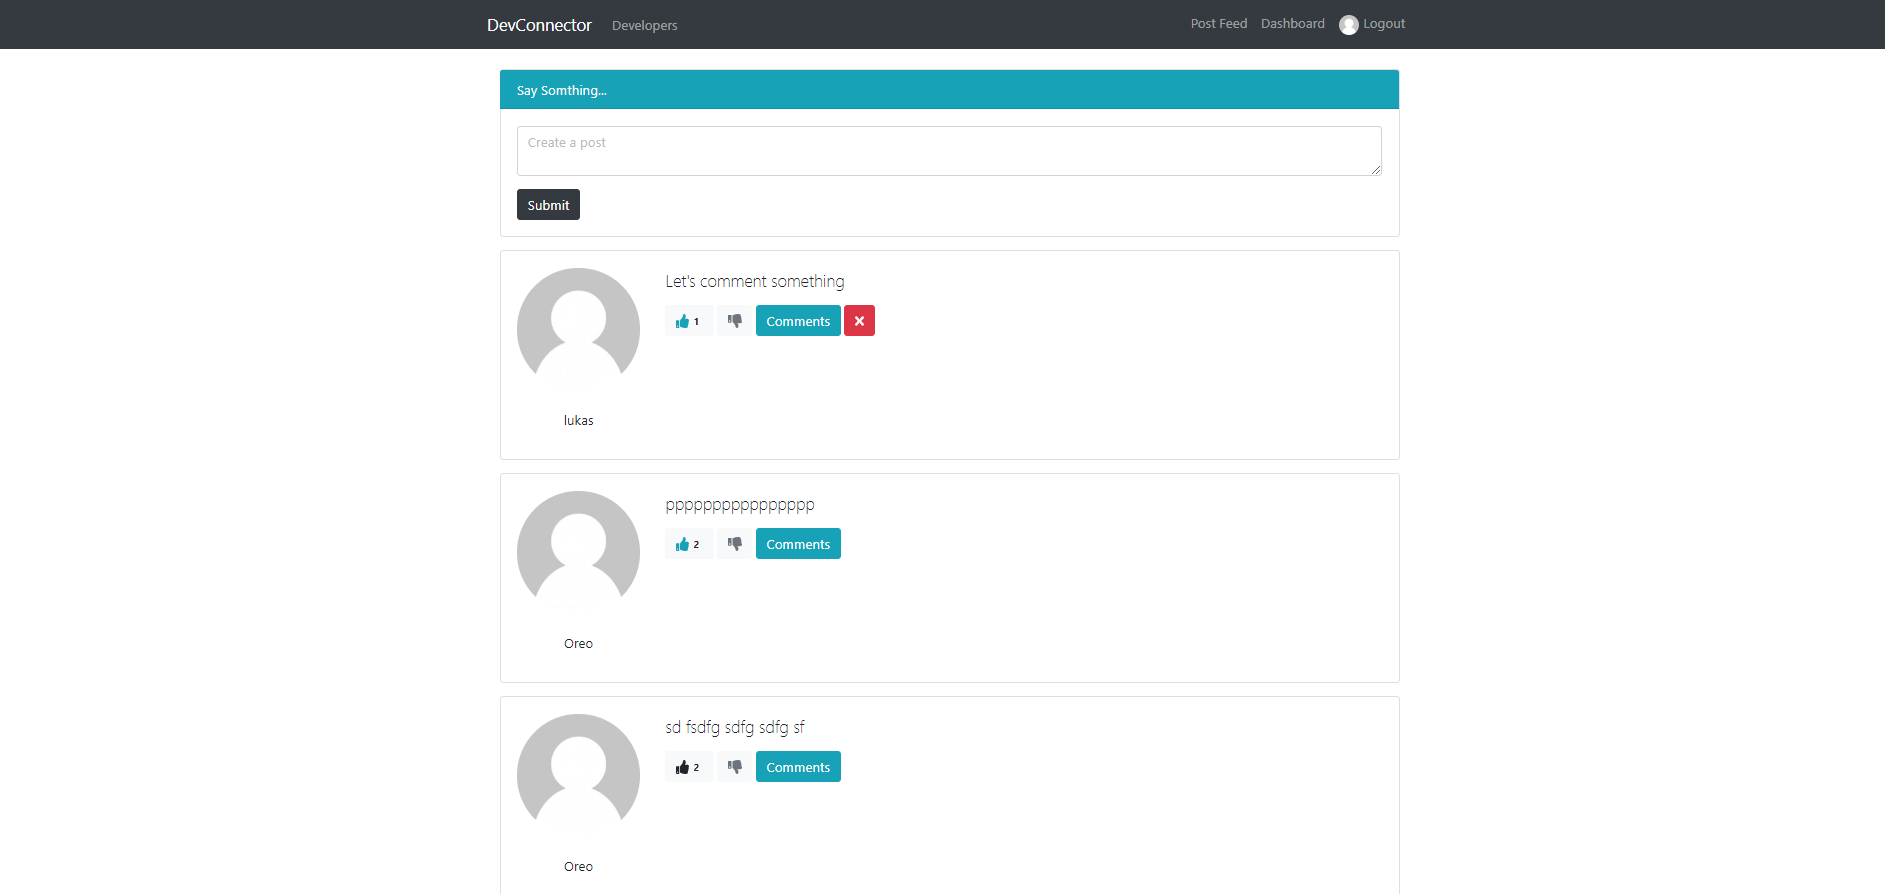 DevConnector Developers Post Feed Dashboard Logout
Say Somthing...
Create a post
Submit
Let's comment something
1 Comments
lukas
pppppppppppppppp
2 Comments
Oreo
sd fsdfg sdfg sdfg sf
2 Comments
Oreo